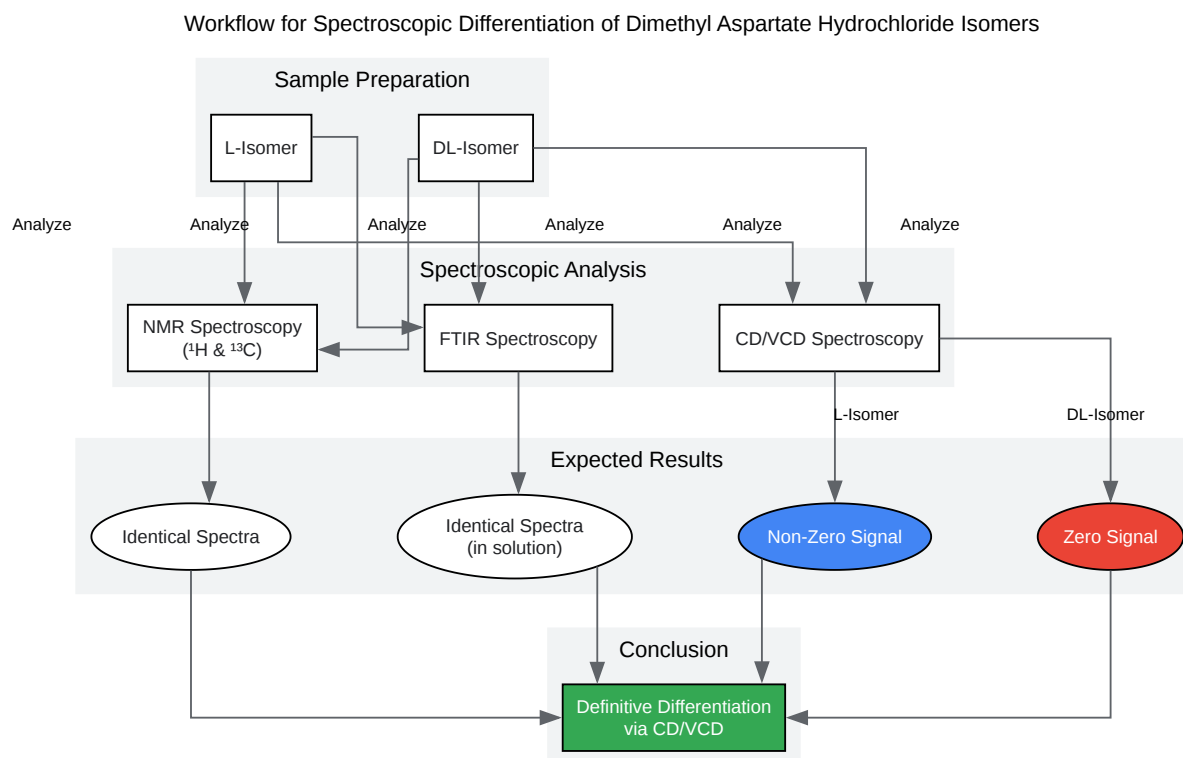 Workflow for Spectroscopic Differentiation of Dimethyl Aspartate Hydrochloride Isomers
Sample Preparation
L-Isomer
DL-Isomer
Analyze
Analyze
Analyze
Analyze
Analyze
Analyze
Spectroscopic Analysis
NMR Spectroscopy
(¹H & ¹³C)
FTIR Spectroscopy
CD/VCD Spectroscopy
L-Isomer
DL-Isomer
Expected Results
Identical Spectra
Identical Spectra
(in solution)
Non-Zero Signal
Zero Signal
Conclusion
Definitive Differentiation
via CD/VCD